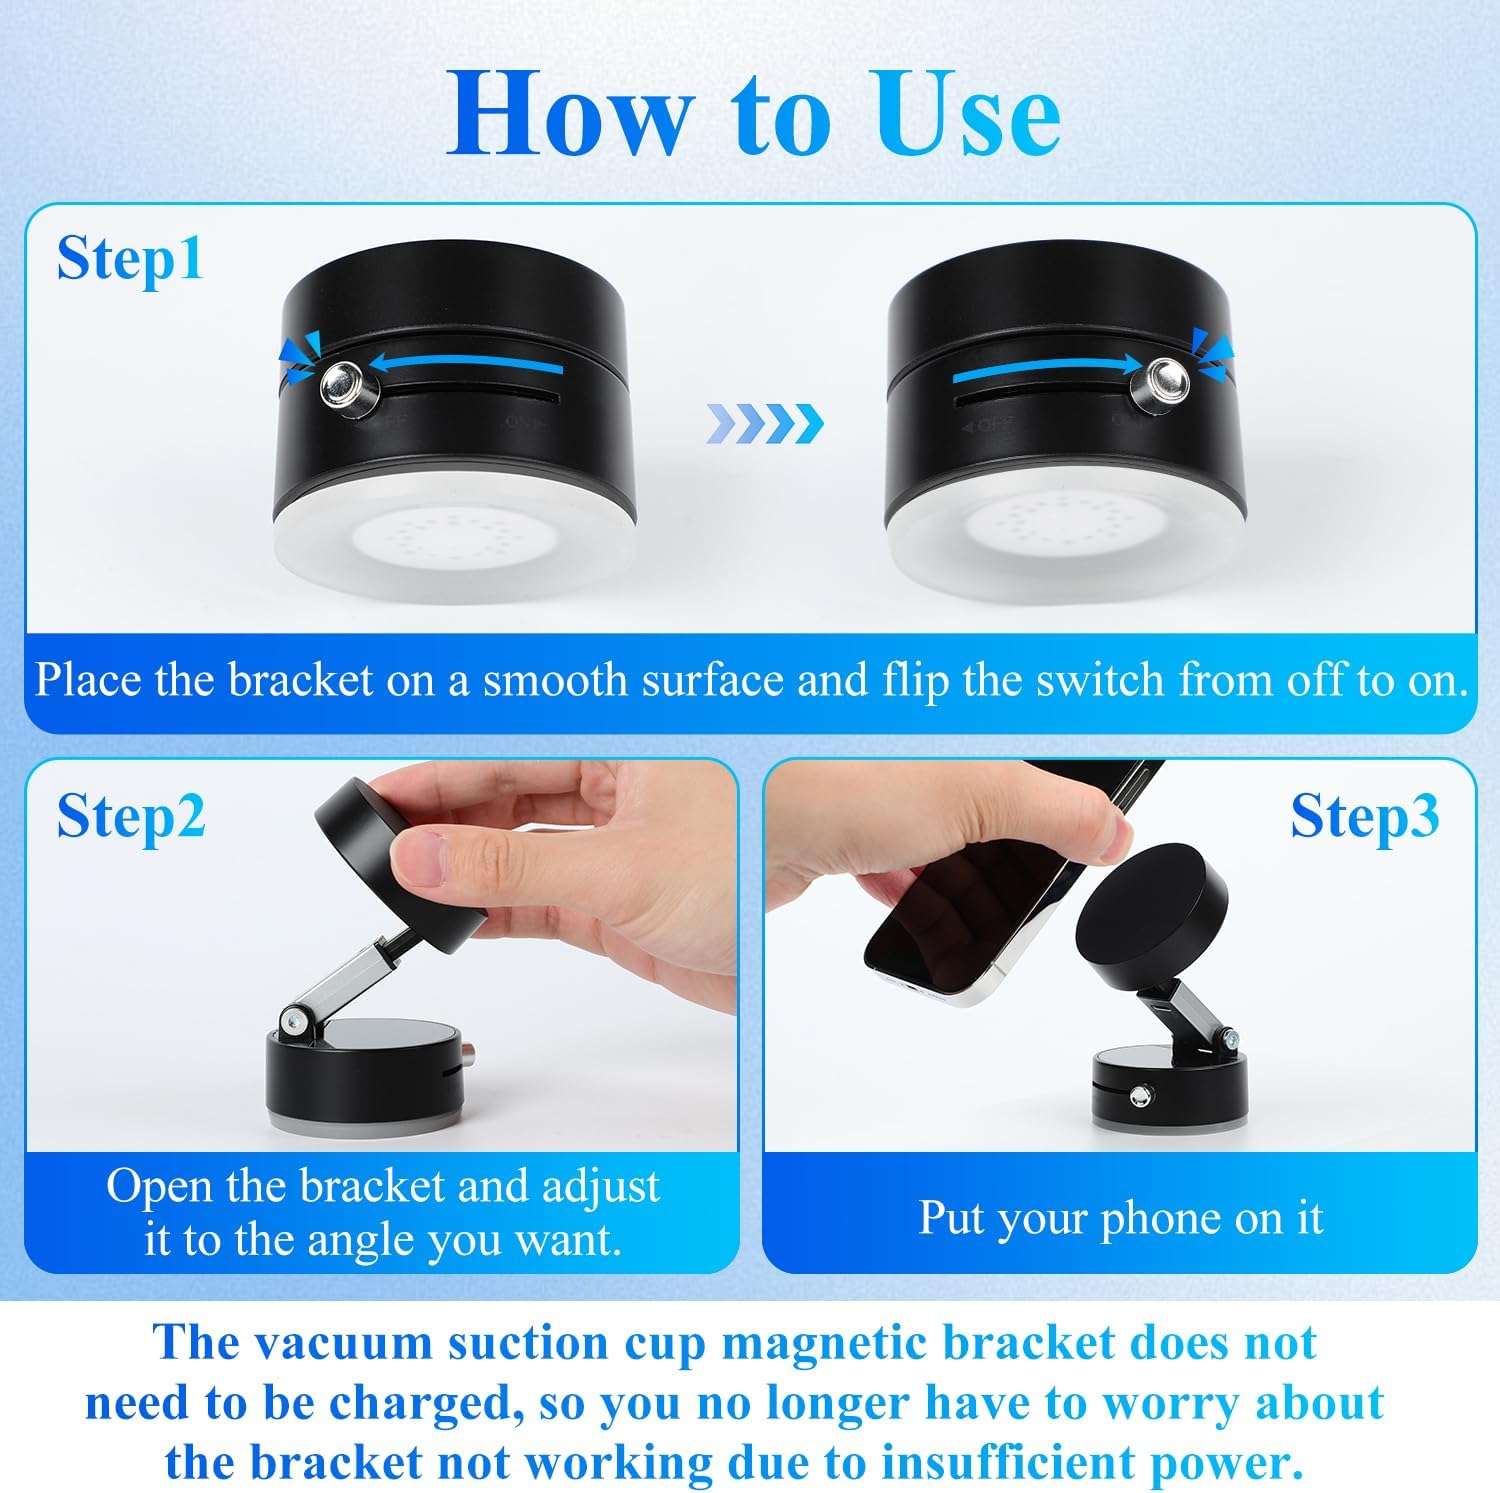 How to Use
Step1
OFF
ON
◄OFF
ON
Place the bracket on a smooth surface and flip the switch from off to on.
Step2
Step3
Open the bracket and adjust
it to the angle you want.
Put your phone on it
The vacuum suction cup magnetic bracket does not
need to be charged, so you no longer have to worry about
the bracket not working due to insufficient power.